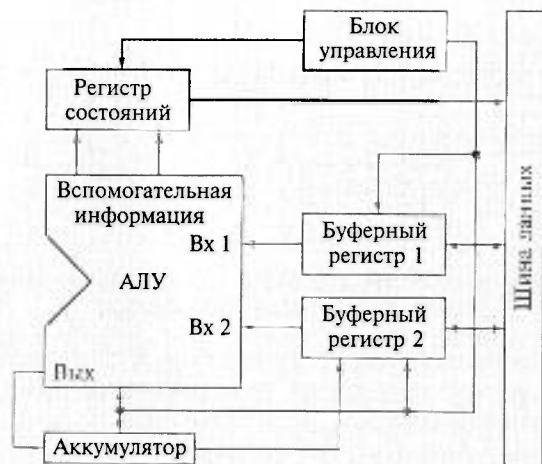 Блок
управления
Регистр
состояний
Вспомогательная
информация
Вх 1
АЛУ
Вх 2
Пых
Буферный
регистр 1
Буферный
регистр 2
Аккумулятор
Шина данных